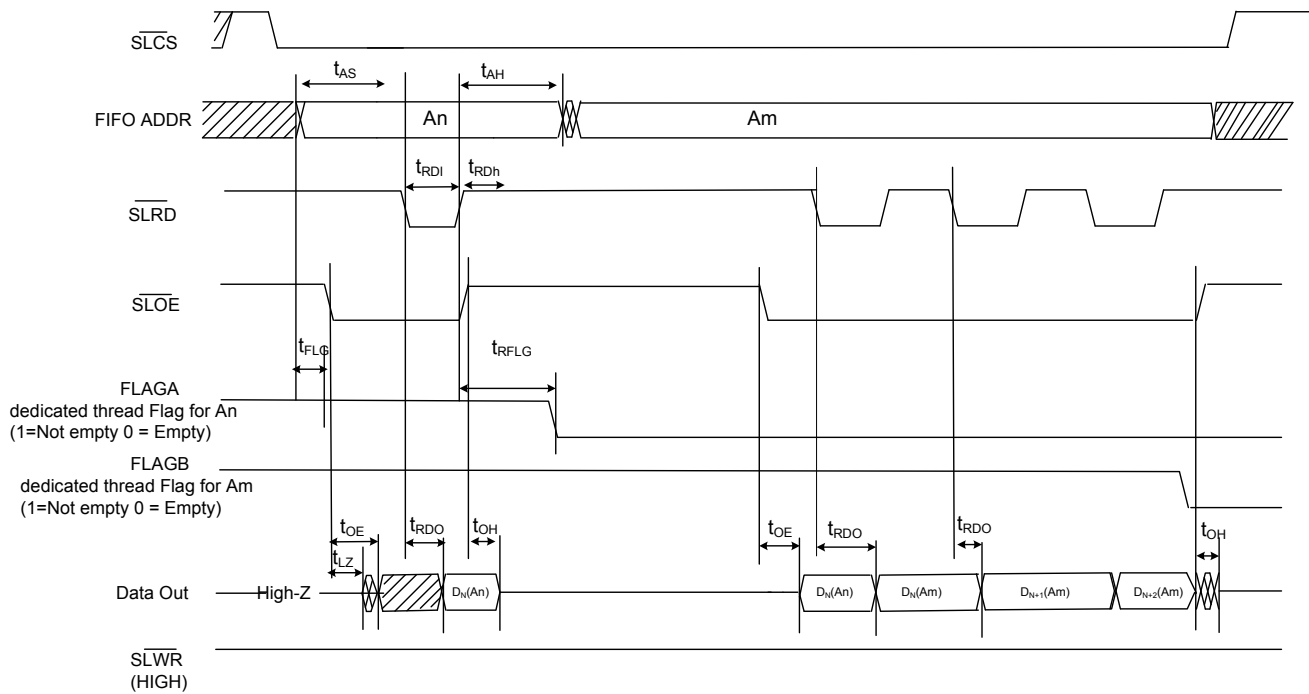 SLCS
tAS
tAH
FIFO ADDR
An
Am
tRDl
tRDh
SLRD
SLOE
tFLG
tRFLG
FLAGA
dedicated thread Flag for An
(1=Not empty 0 = Empty)
FLAGB
dedicated thread Flag for Am
(1=Not empty 0 = Empty)
tOE
tRDO
tOH
tOE
tRDO
tRDO
tOH
tLZ
Data Out
High-Z
DN(An)
DN(An)
DN(Am)
DN+1(Am)
DN+2(Am)
SLWR
(HIGH)